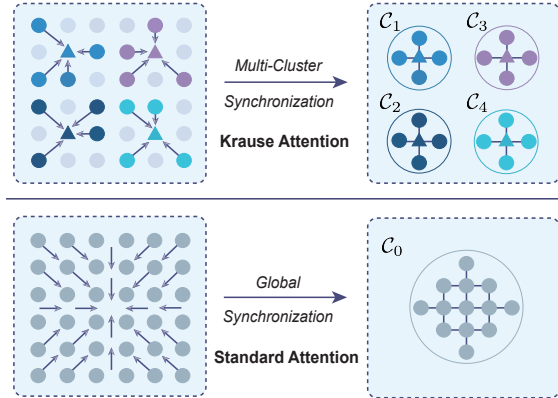 Multi-Cluster
Synchronization
Krause Attention
C1
C3
C2
C4
Global
Synchronization
Standard Attention
C0